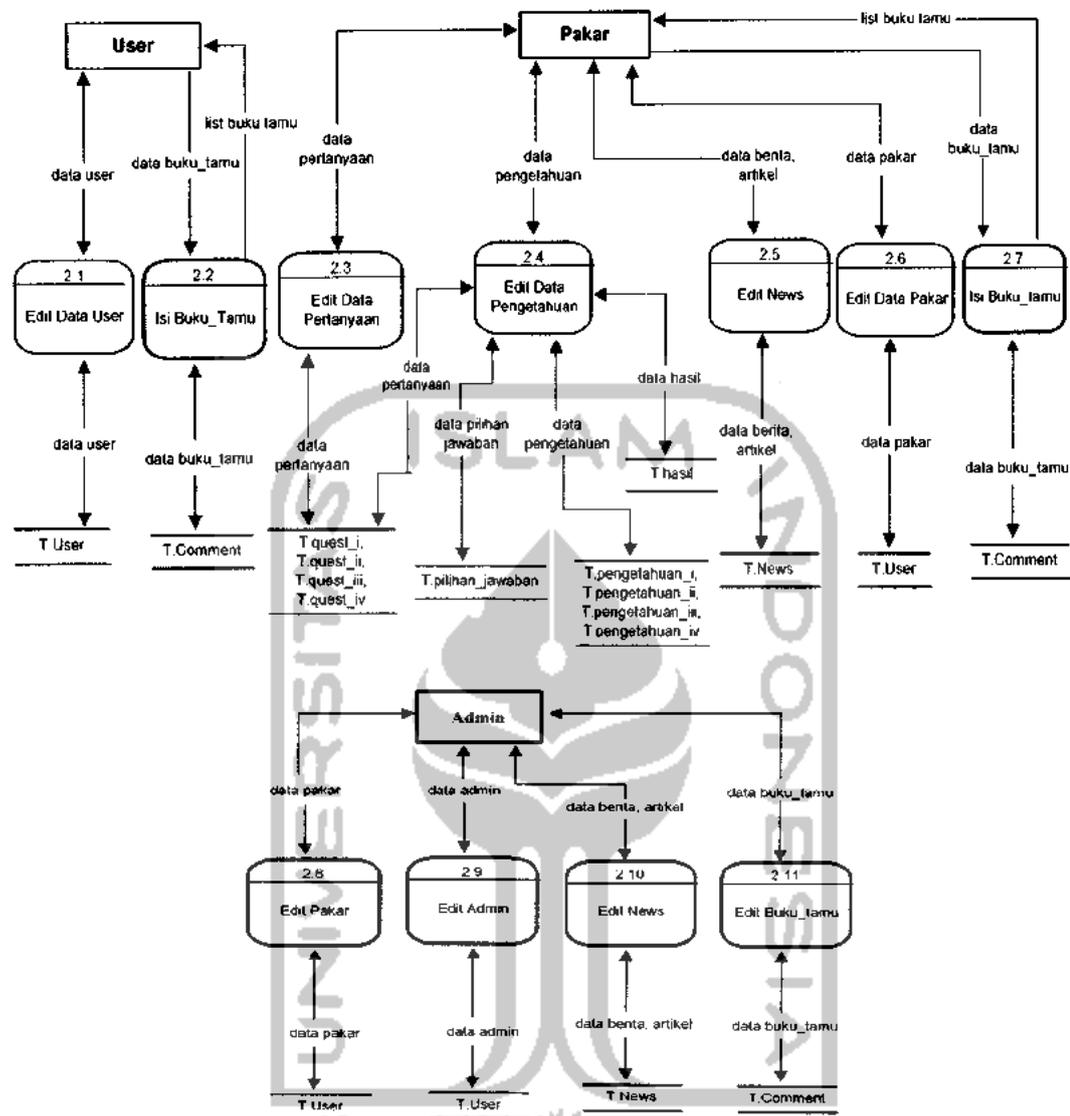 User
Pakar
list buku tamu
list buku tamu
data
pertanyaan
data buku_tamu
data user
data
pengetahuan
data berita,
artikel
data pakar
data
buku_tamu
2.1
Edit Data User
2.2
Isi Buku_Tamu
2.3
Edit Data
Pertanyaan
2.4
Edit Data
Pengetahuan
2.5
Edit News
2.6
Edit Data Pakar
2.7
Isi Buku_tamu
data user
data buku_tamu
data
pertanyaan
data
pertanyaan
data pilihan
jawaban
data
pengetahuan
data hasil
data berita,
artikel
data pakar
data buku_tamu
T.User
T.Comment
T.quest_i,
T.quest_ii,
T.quest_iii,
T.quest_iv
T.pilihan_jawaban
T.hasil
T.pengetahuan_i,
T.pengetahuan_ii,
T.pengetahuan_iii,
T.pengetahuan_iv
T.News
T.User
T.Comment
Admin
data pakar
data admin
data berita, artikel
data buku_tamu
2.8
Edit Pakar
2.9
Edit Admin
2.10
Edit News
2.11
Edit Buku_tamu
data pakar
data admin
data berita, artikel
data buku_tamu
T.User
T.User
T.News
T.Comment
UNIVERSITAS
ISLAM
INDONESIA